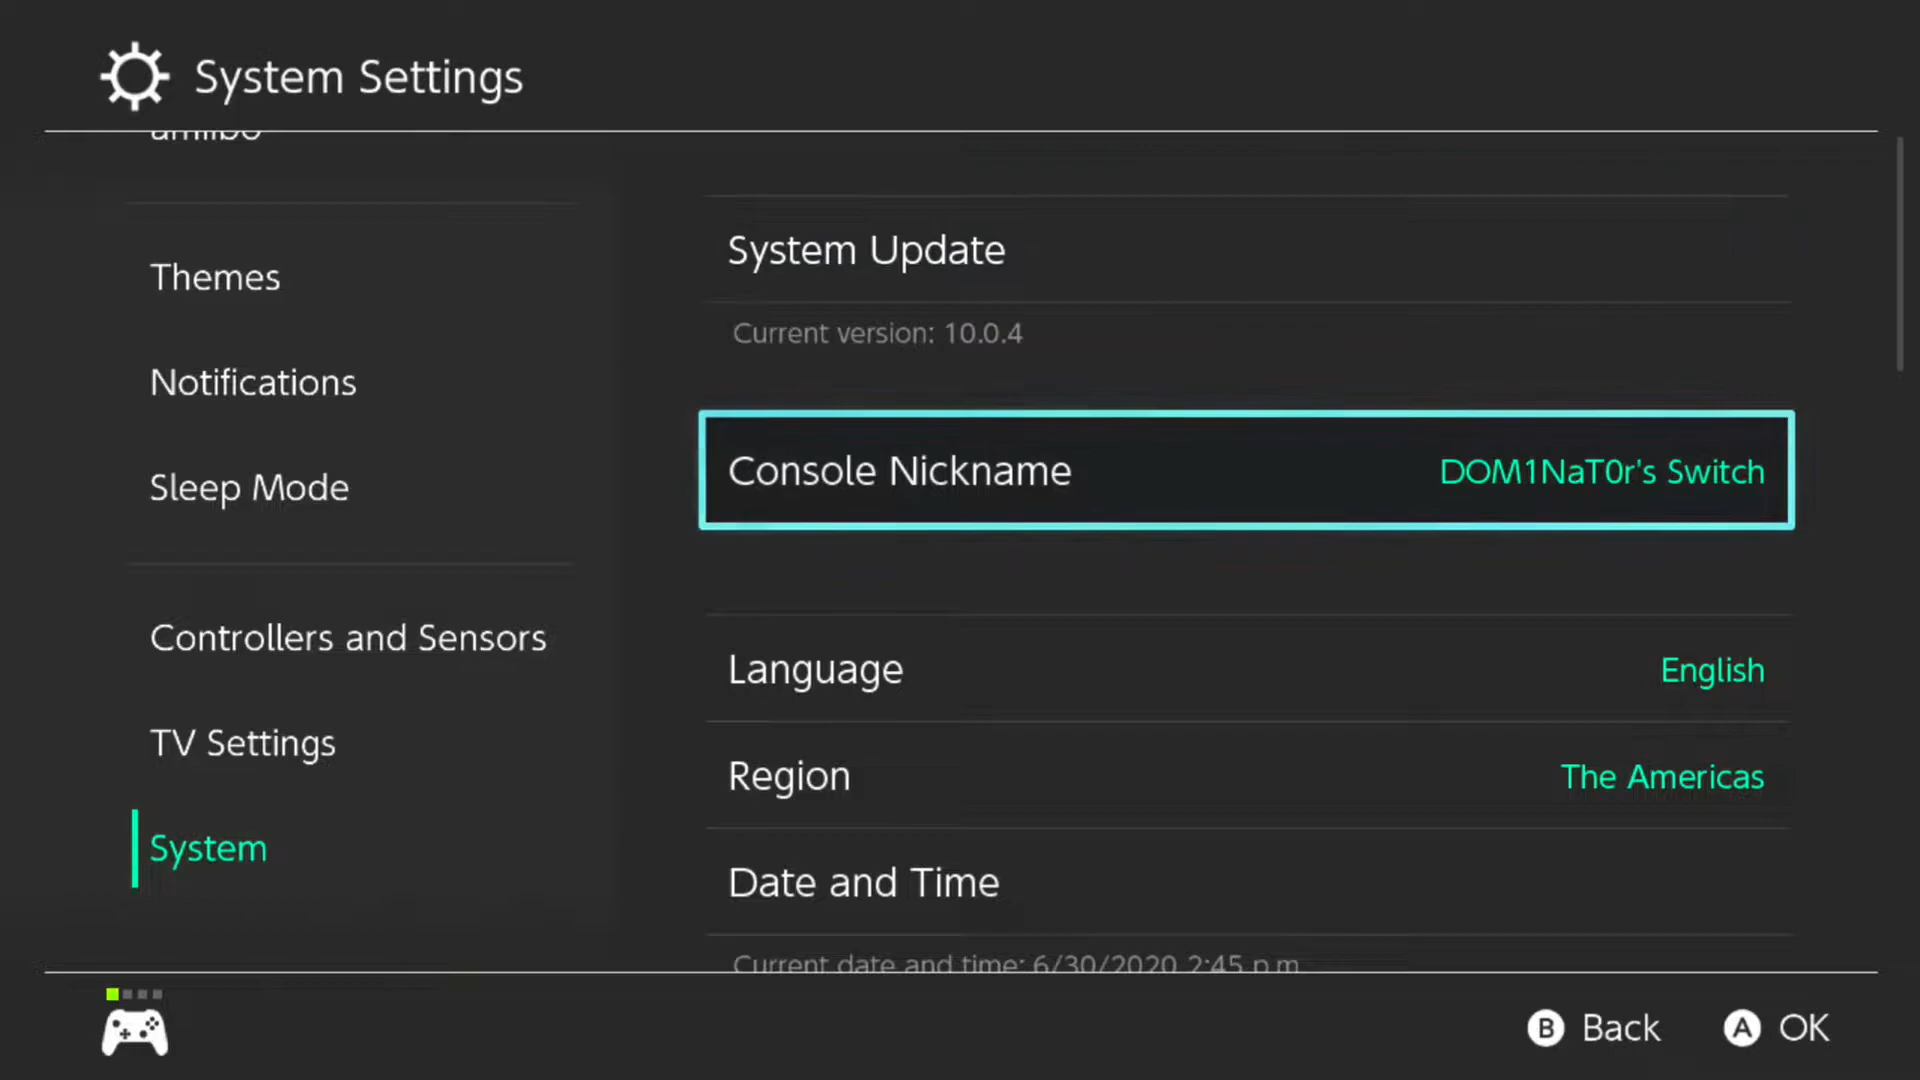 System Settings
amiibo
Themes
Notifications
Sleep Mode
Controllers and Sensors
TV Settings
System
System Update
Current version: 10.0.4
Console Nickname DOM1NaT0r's Switch
Language English
Region The Americas
Date and Time
Current date and time: 6/30/2020 2:45 p.m.
B Back A OK